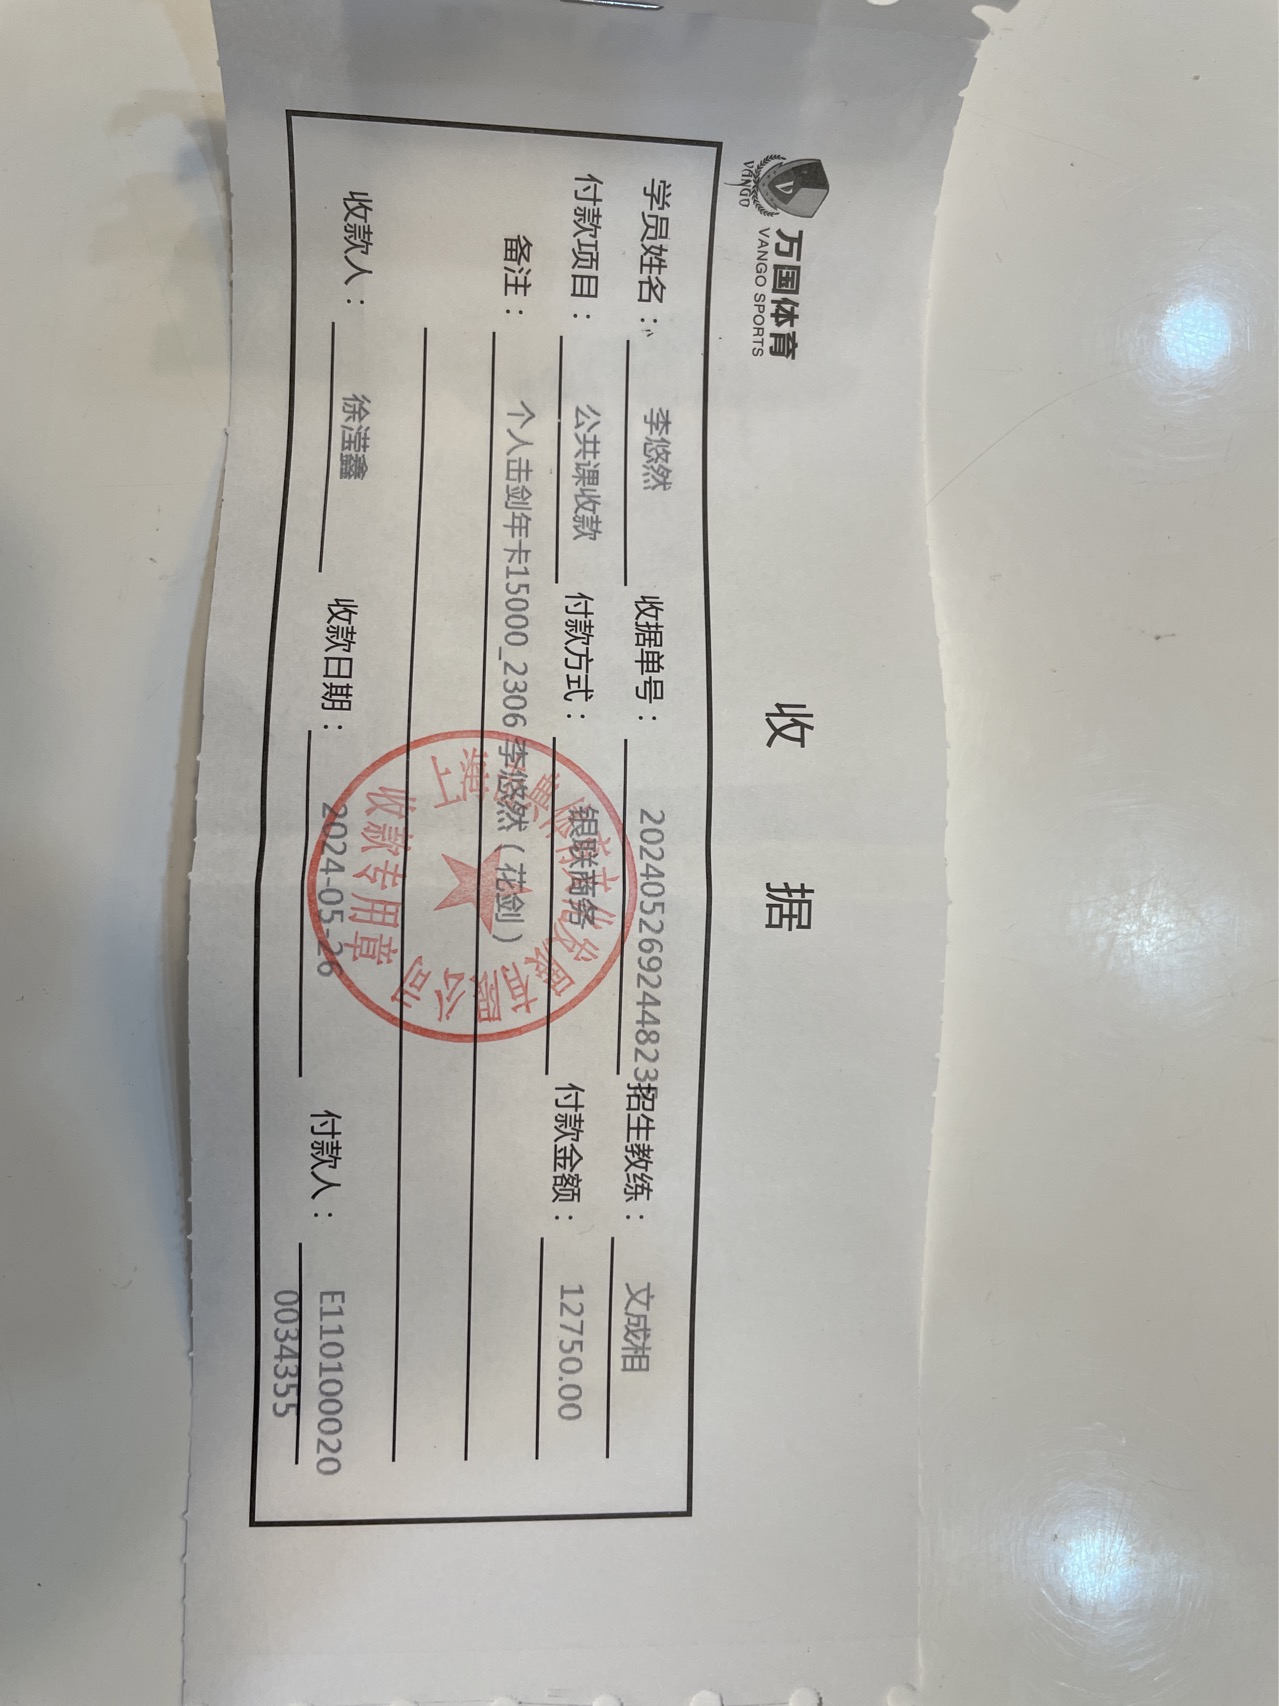 VANGO
万国体育
VANGO SPORTS
收 据
学员姓名： 李悠然 收据单号： 202405269244823 招生教练： 文成相
付款项目： 公共课收款 付款方式： 银联商务 付款金额： 12750.00
备注： 个人击剑年卡15000_2306 李悠然（花剑）
收款人： 徐滢鑫 收款日期： 2024-05-26 付款人： E110100020
0034355
收款专用章